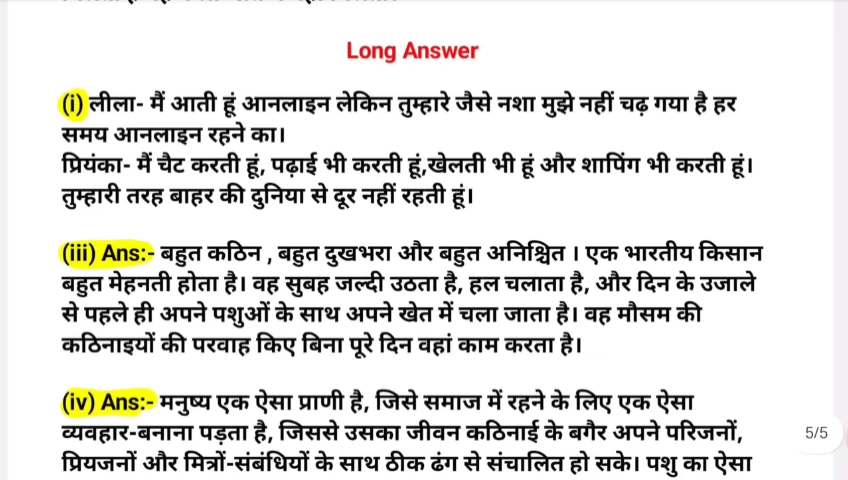 Long Answer
(i) लीला- मैं आती हूं आनलाइन लेकिन तुम्हारे जैसे नशा मुझे नहीं चढ़ गया है हर
समय आनलाइन रहने का।
प्रियंका- मैं चैट करती हूं, पढ़ाई भी करती हूं,खेलती भी हूं और शापिंग भी करती हूं।
तुम्हारी तरह बाहर की दुनिया से दूर नहीं रहती हूं।
(iii) Ans:- बहुत कठिन , बहुत दुखभरा और बहुत अनिश्चित । एक भारतीय किसान
बहुत मेहनती होता है। वह सुबह जल्दी उठता है, हल चलाता है, और दिन के उजाले
से पहले ही अपने पशुओं के साथ अपने खेत में चला जाता है। वह मौसम की
कठिनाइयों की परवाह किए बिना पूरे दिन वहां काम करता है।
(iv) Ans:- मनुष्य एक ऐसा प्राणी है, जिसे समाज में रहने के लिए एक ऐसा
व्यवहार-बनाना पड़ता है, जिससे उसका जीवन कठिनाई के बगैर अपने परिजनों,
5/5
प्रियजनों और मित्रों-संबंधियों के साथ ठीक ढंग से संचालित हो सके। पशु का ऐसा